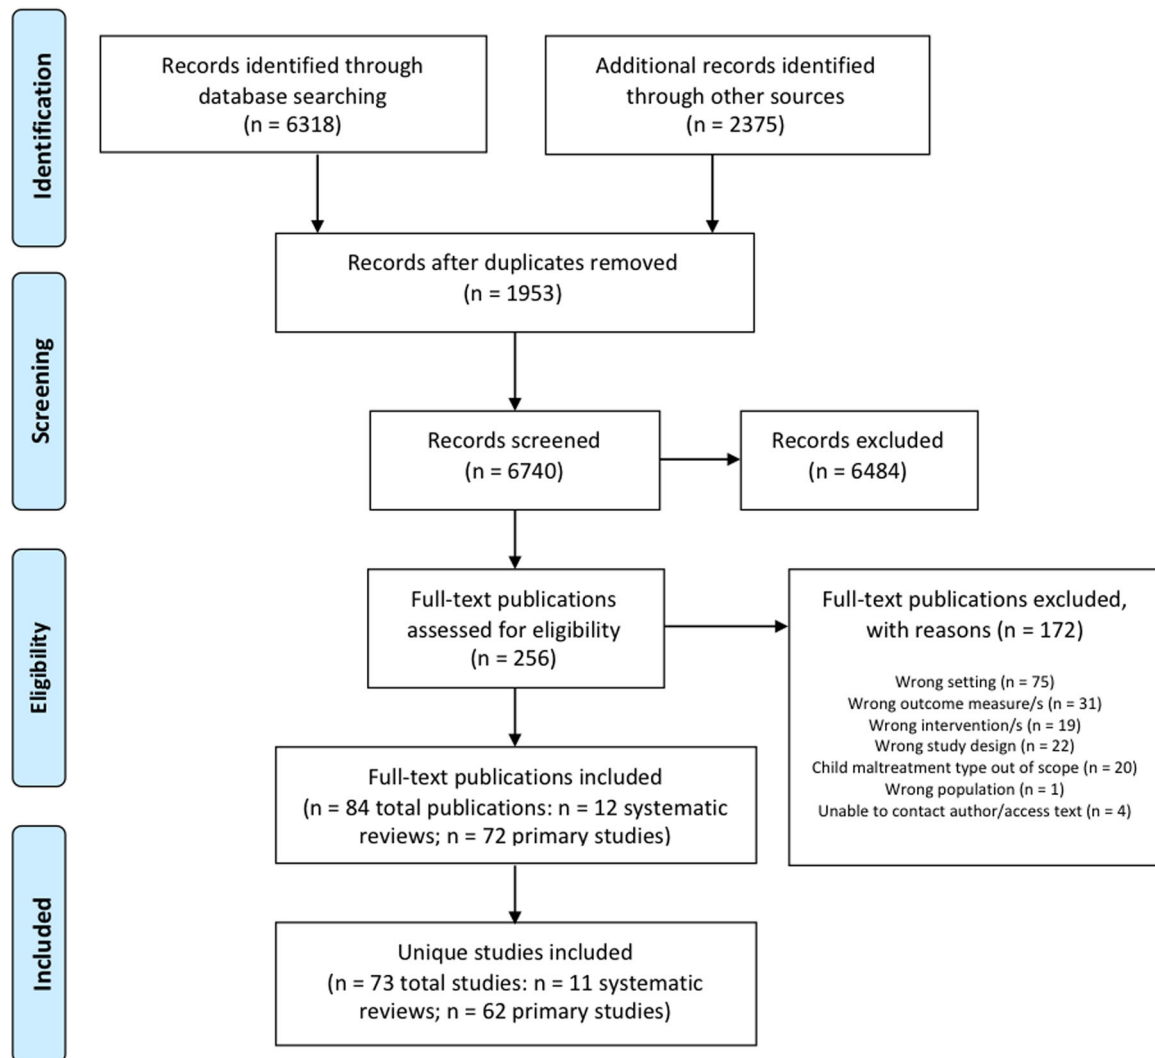 Identification
Records identified through
database searching
(n = 6318)
Additional records identified
through other sources
(n = 2375)
Records after duplicates removed
(n = 1953)
Screening
Records screened
(n = 6740)
Records excluded
(n = 6484)
Eligibility
Full-text publications
assessed for eligibility
(n = 256)
Full-text publications excluded,
with reasons (n = 172)
Wrong setting (n = 75)
Wrong outcome measure/s (n = 31)
Wrong intervention/s (n = 19)
Wrong study design (n = 22)
Child maltreatment type out of scope (n = 20)
Wrong population (n = 1)
Unable to contact author/access text (n = 4)
Full-text publications included
(n = 84 total publications: n = 12 systematic
reviews; n = 72 primary studies)
Included
Unique studies included
(n = 73 total studies: n = 11 systematic
reviews; n = 62 primary studies)